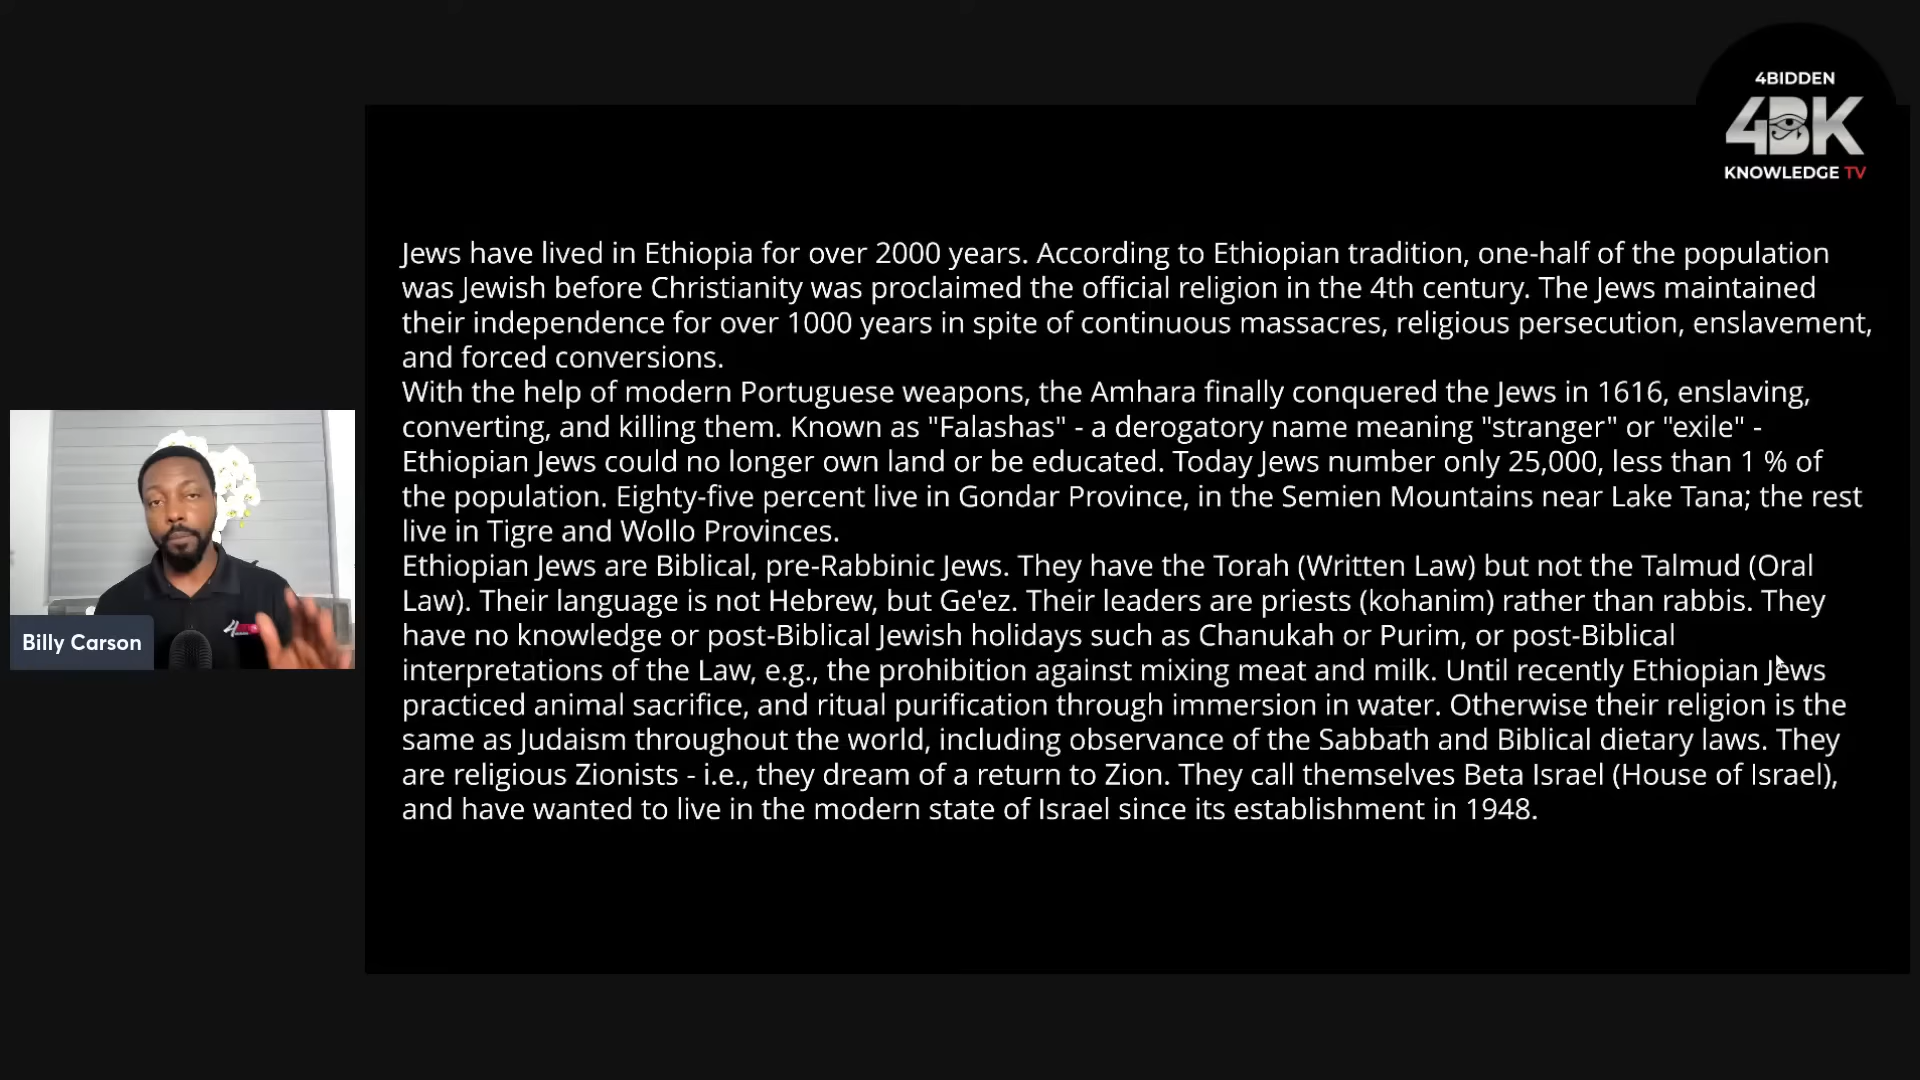 4BIDDEN
4BK
KNOWLEDGE TV
Jews have lived in Ethiopia for over 2000 years. According to Ethiopian tradition, one-half of the population
was Jewish before Christianity was proclaimed the official religion in the 4th century. The Jews maintained
their independence for over 1000 years in spite of continuous massacres, religious persecution, enslavement,
and forced conversions.
With the help of modern Portuguese weapons, the Amhara finally conquered the Jews in 1616, enslaving,
converting, and killing them. Known as "Falashas" - a derogatory name meaning "stranger" or "exile" -
Ethiopian Jews could no longer own land or be educated. Today Jews number only 25,000, less than 1 % of
the population. Eighty-five percent live in Gondar Province, in the Semien Mountains near Lake Tana; the rest
live in Tigre and Wollo Provinces.
Ethiopian Jews are Biblical, pre-Rabbinic Jews. They have the Torah (Written Law) but not the Talmud (Oral
Law). Their language is not Hebrew, but Ge'ez. Their leaders are priests (kohanim) rather than rabbis. They
have no knowledge or post-Biblical Jewish holidays such as Chanukah or Purim, or post-Biblical
interpretations of the Law, e.g., the prohibition against mixing meat and milk. Until recently Ethiopian Jews
practiced animal sacrifice, and ritual purification through immersion in water. Otherwise their religion is the
same as Judaism throughout the world, including observance of the Sabbath and Biblical dietary laws. They
are religious Zionists - i.e., they dream of a return to Zion. They call themselves Beta Israel (House of Israel),
and have wanted to live in the modern state of Israel since its establishment in 1948.
Billy Carson